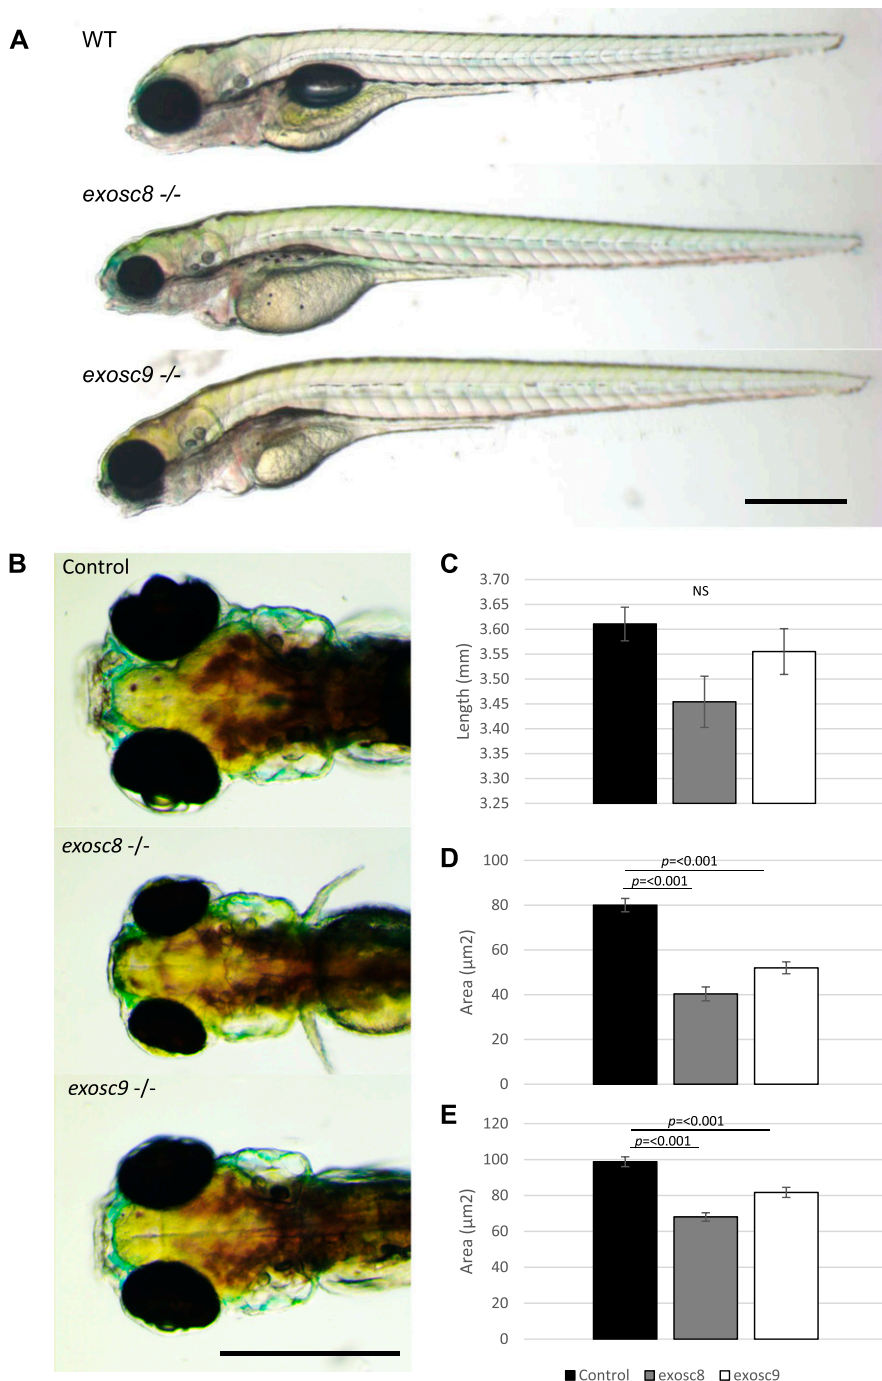 A
WT
exosc8 -/-
exosc9 -/-
B
Control
exosc8 -/-
exosc9 -/-
C
3.70
3.65
3.60
3.55
3.50
3.45
3.40
3.35
3.30
3.25
Length (mm)
NS
D
100
80
60
40
20
0
Area (µm2)
p=<0.001
p=<0.001
E
120
100
80
60
40
20
0
Area (µm2)
p=<0.001
p=<0.001
Control exosc8 exosc9